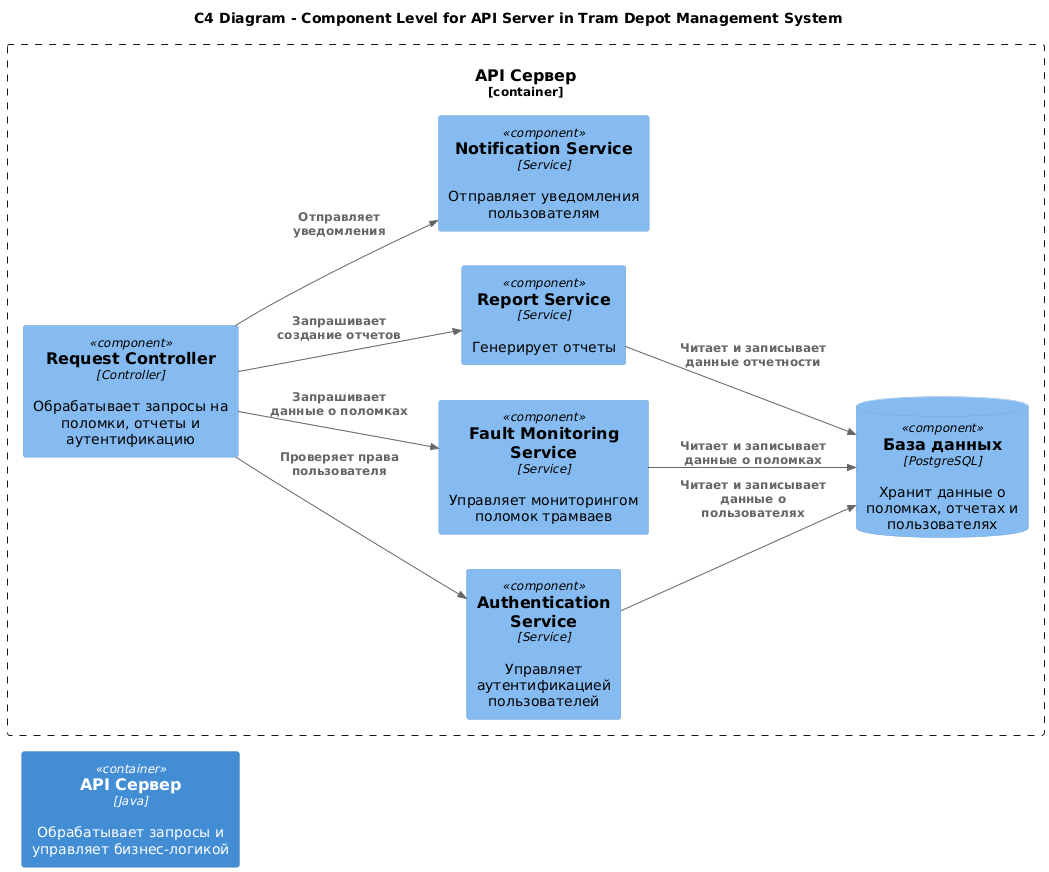 C4 Diagram - Component Level for API Server in Tram Depot Management System
API Сервер
[container]
«component»
Notification Service
[Service]
Отправляет уведомления
пользователям
Отправляет
уведомления
«component»
Report Service
[Service]
Генерирует отчеты
Запрашивает
создание отчетов
«component»
Request Controller
[Controller]
Обрабатывает запросы на
поломки, отчеты и
аутентификацию
Читает и записывает
данные отчетности
Запрашивает
данные о поломках
«component»
Fault Monitoring
Service
[Service]
Управляет мониторингом
поломок трамваев
«component»
База данных
[PostgreSQL]
Хранит данные о
поломках, отчетах и
пользователях
Читает и записывает
данные о поломках
Проверяет права
пользователя
Читает и записывает
данные о
пользователях
«component»
Authentication
Service
[Service]
Управляет
аутентификацией
пользователей
«container»
API Сервер
[Java]
Обрабатывает запросы и
управляет бизнес-логикой